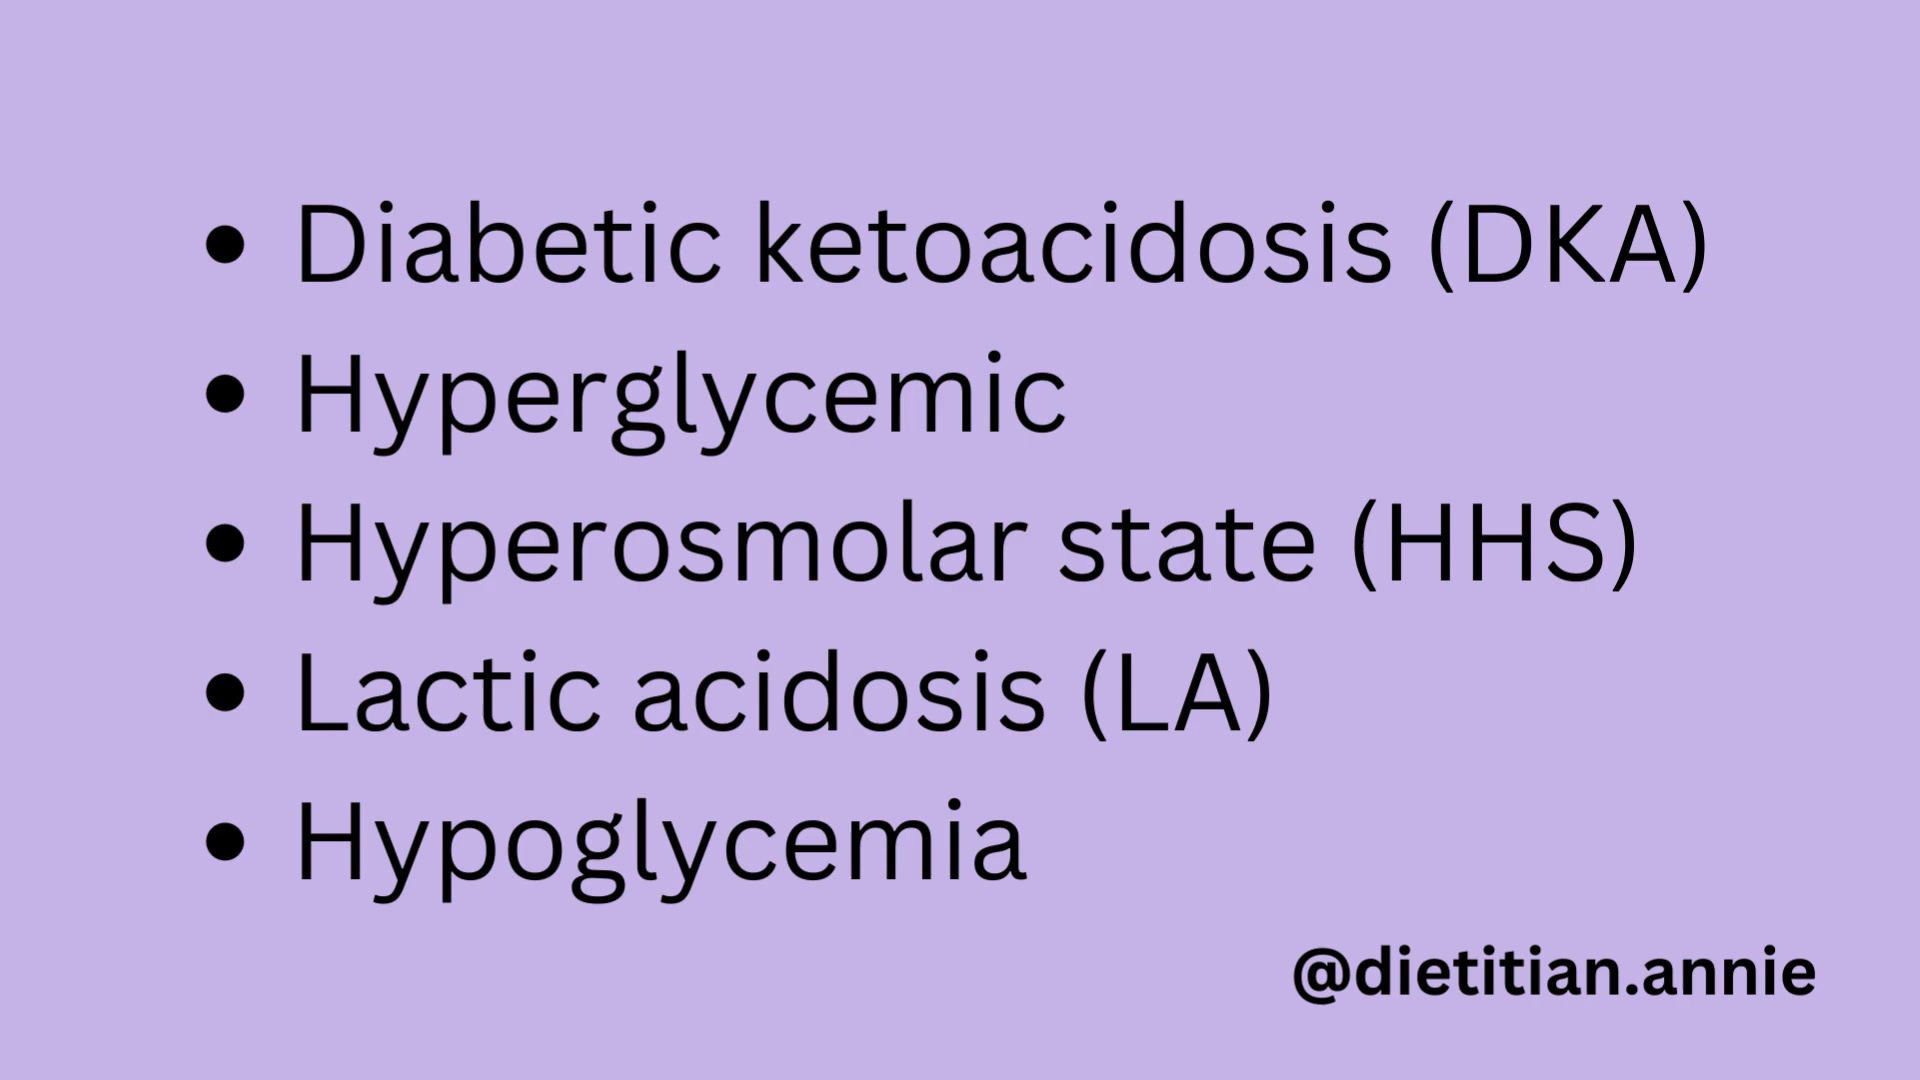 • Diabetic ketoacidosis (DKA)
• Hyperglycemic
• Hyperosmolar state (HHS)
• Lactic acidosis (LA)
• Hypoglycemia
@dietitian.annie